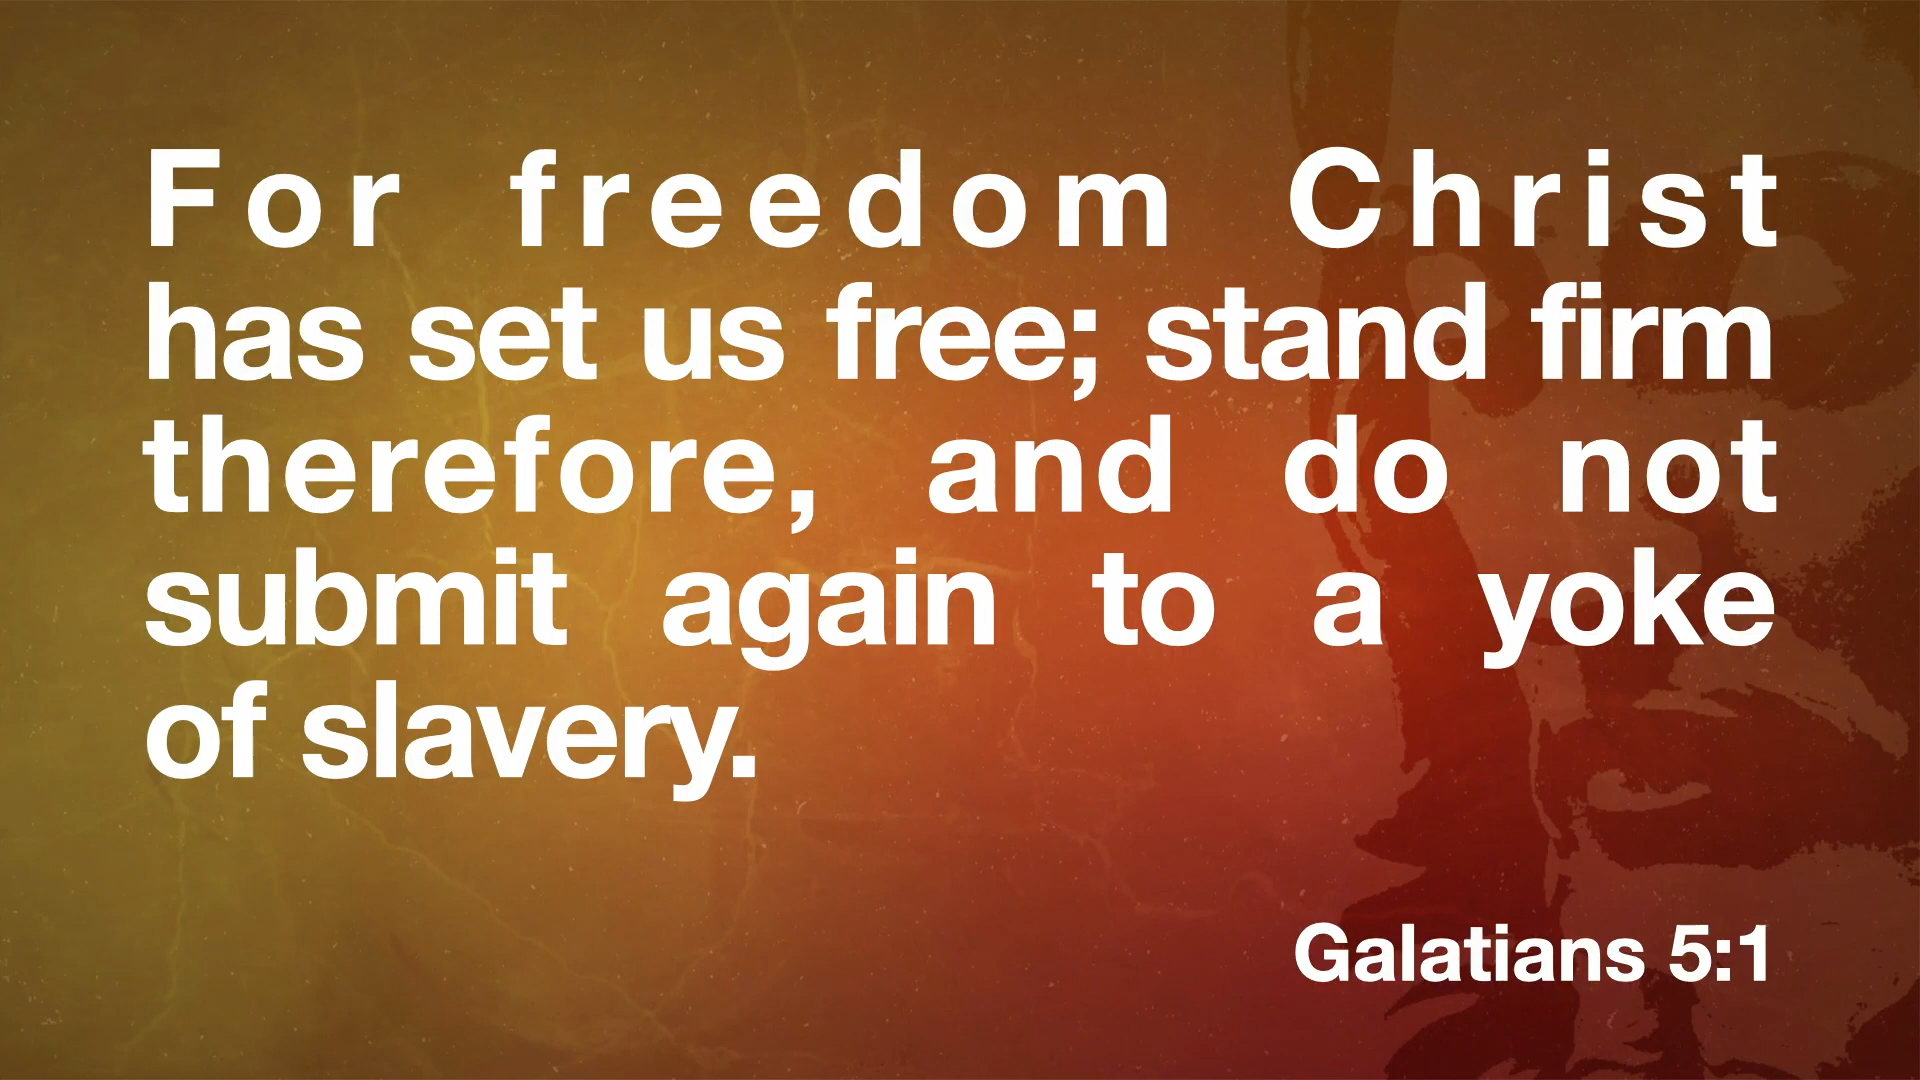 For freedom Christ
has set us free; stand firm
therefore, and do not
submit again to a yoke
of slavery.
Galatians 5:1